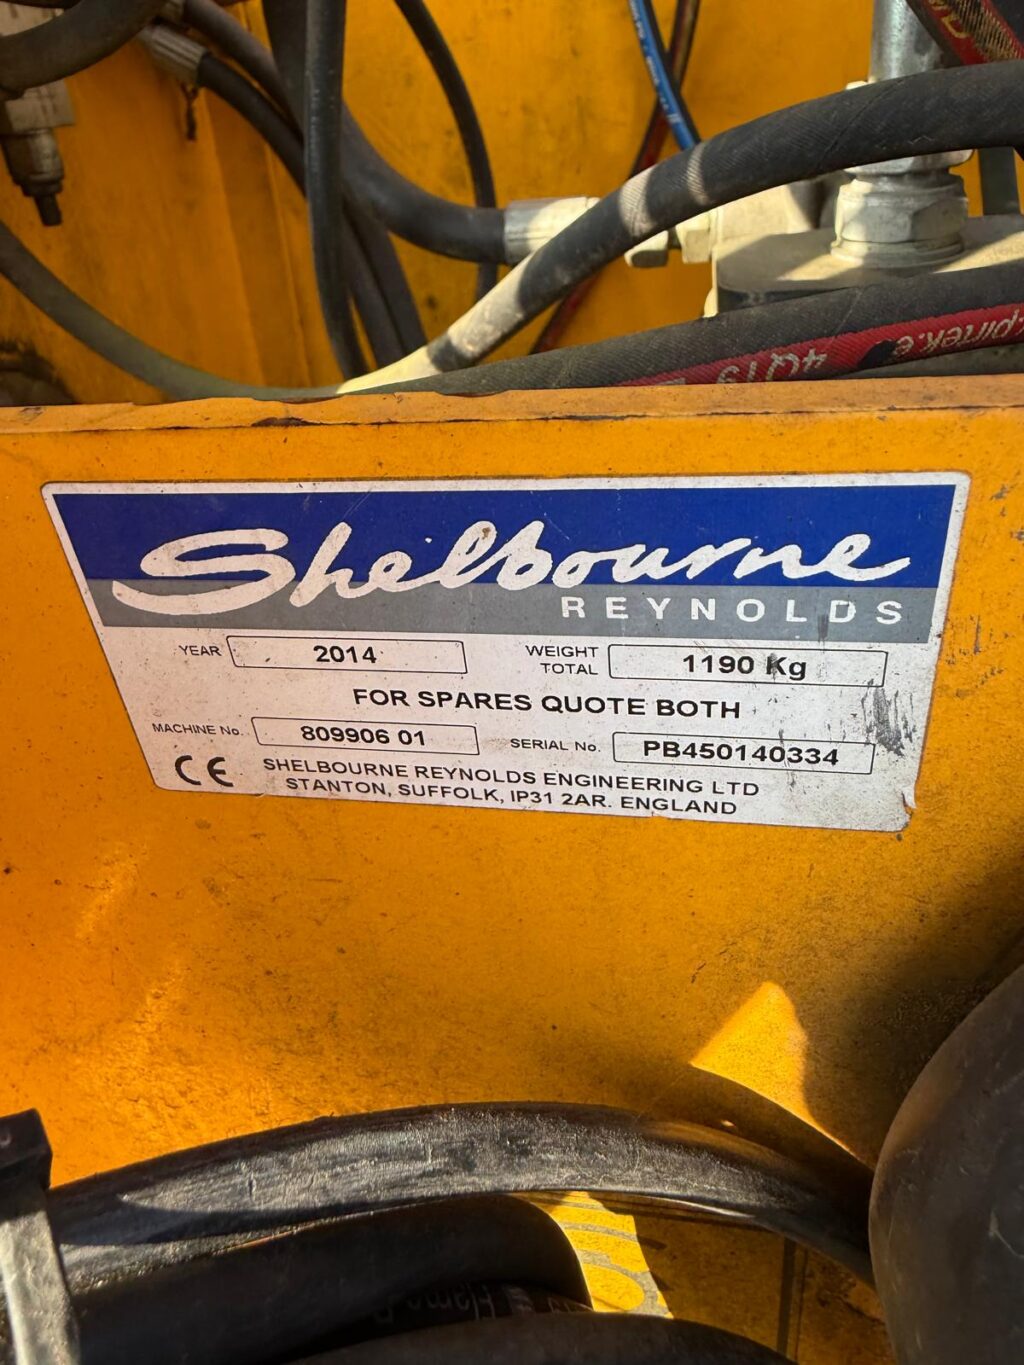 Shelbourne
REYNOLDS
YEAR 2014 WEIGHT TOTAL 1190 Kg
FOR SPARES QUOTE BOTH
MACHINE No. 809906 01 SERIAL No. PB450140334
CE SHELBOURNE REYNOLDS ENGINEERING LTD
STANTON, SUFFOLK, IP31 2AR. ENGLAND